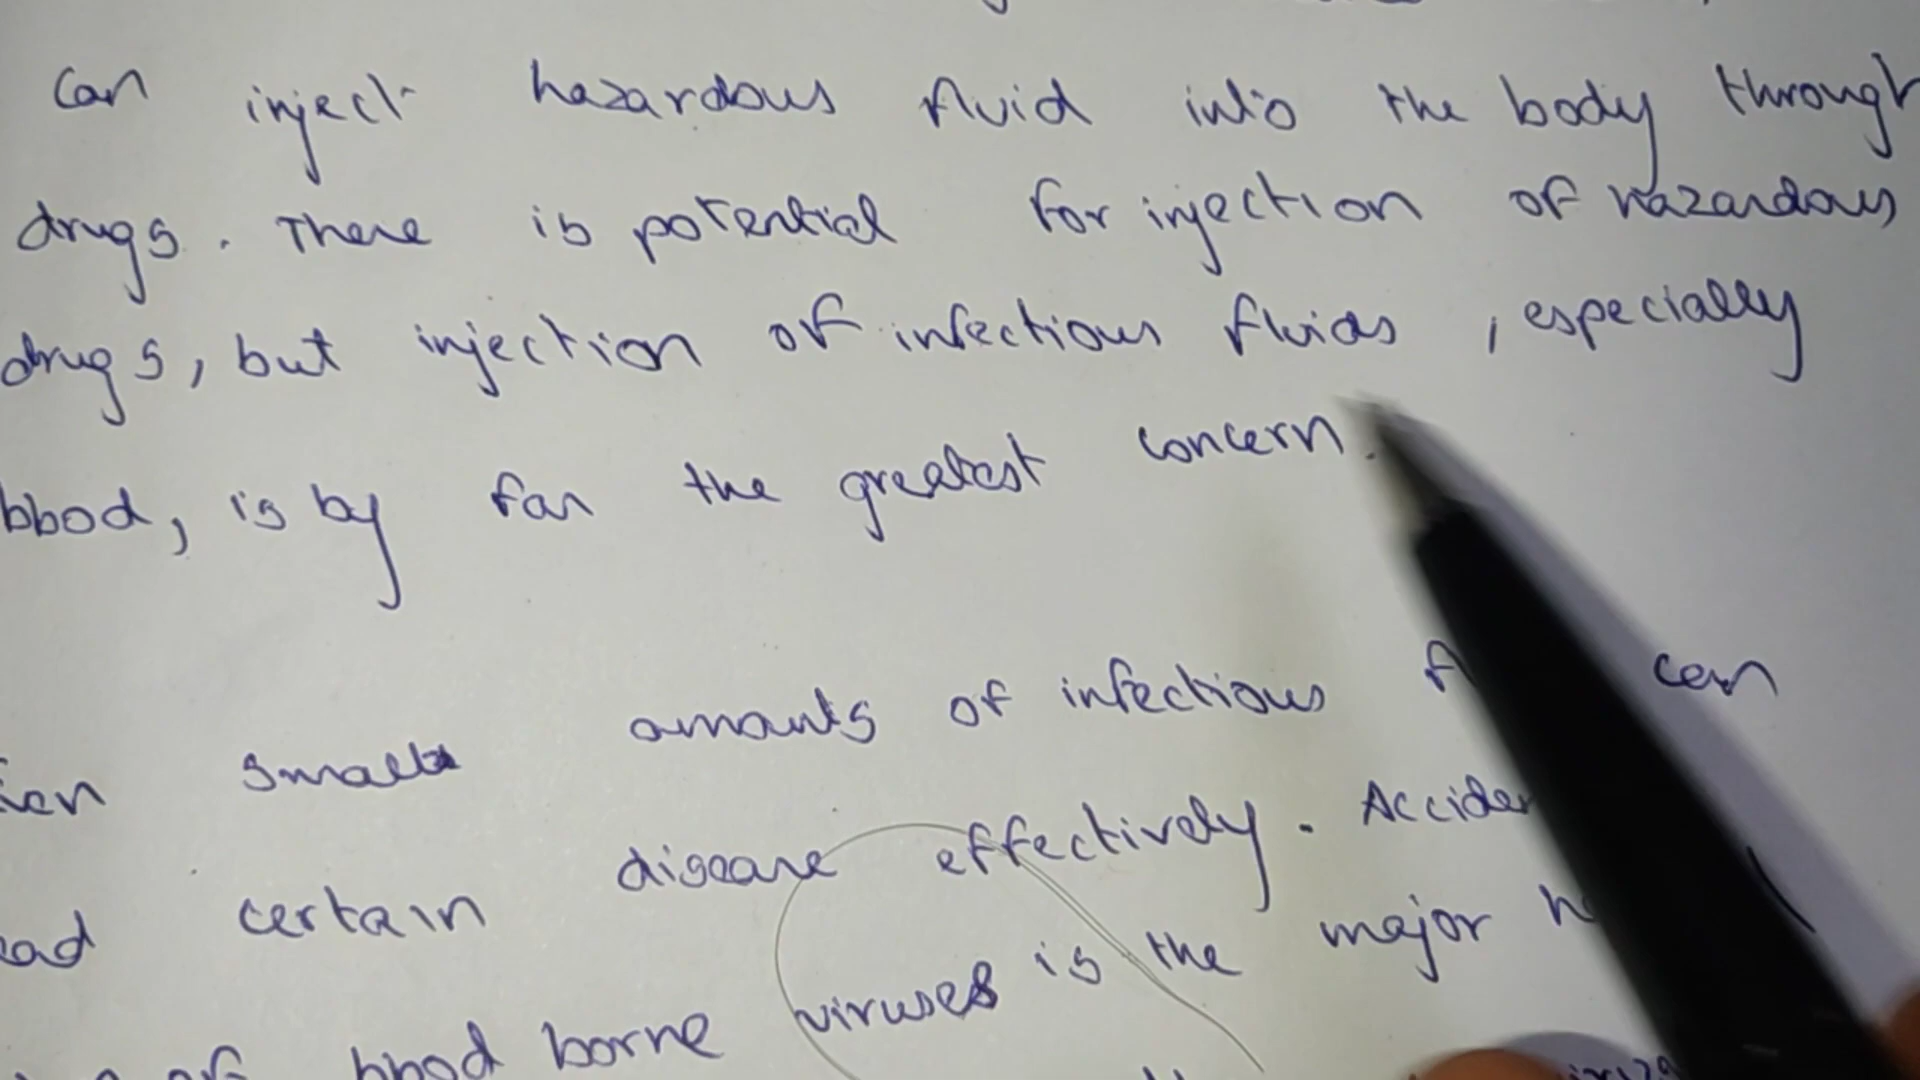 can inject hazardous fluid into the body through
drugs. There is potential for injection of hazardous
drugs, but injection of infectious fluids, especially
blood, is by far the greatest concern.
small amounts of infectious can
certain disease effectively.
blood borne viruses is the major